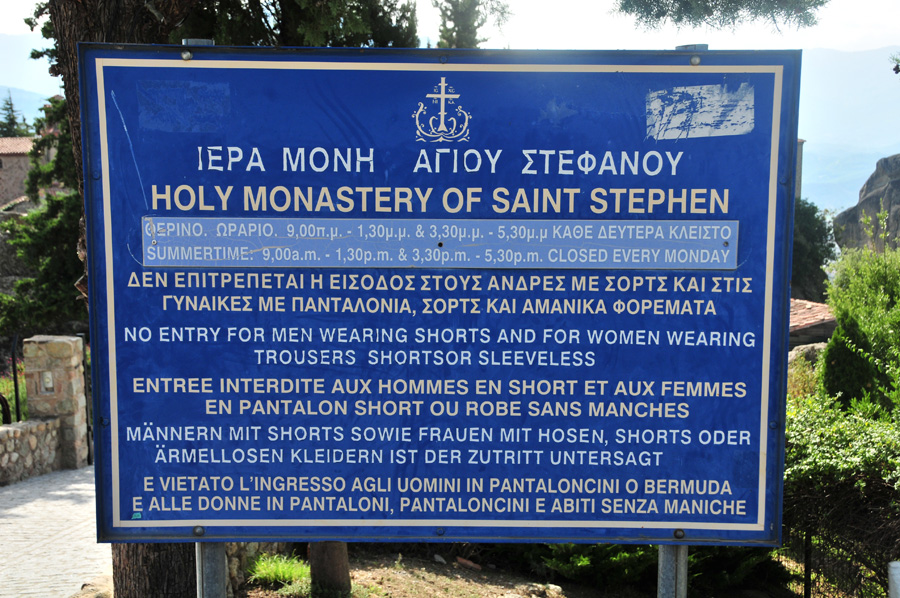 ΙΕΡΑ ΜΟΝΗ ΑΓΙΟΥ ΣΤΕΦΑΝΟΥ
HOLY MONASTERY OF SAINT STEPHEN
ΘΕΡΙΝΟ. ΩΡΑΡΙΟ. 9,00π.μ - 1,30μ.μ. & 3,30μ.μ. - 5,30μ.μ ΚΑΘΕ ΔΕΥΤΕΡΑ ΚΛΕΙΣΤΟ
SUMMERTIME: 9,00a.m. - 1,30p.m. & 3,30p.m. - 5,30p.m. CLOSED EVERY MONDAY
ΔΕΝ ΕΠΙΤΡΕΠΕΤΑΙ Η ΕΙΣΟΔΟΣ ΣΤΟΥΣ ΑΝΔΡΕΣ ΜΕ ΣΟΡΤΣ ΚΑΙ ΣΤΙΣ
ΓΥΝΑΙΚΕΣ ΜΕ ΠΑΝΤΑΛΟΝΙΑ, ΣΟΡΤΣ ΚΑΙ ΑΜΑΝΙΚΑ ΦΟΡΕΜΑΤΑ
NO ENTRY FOR MEN WEARING SHORTS AND FOR WOMEN WEARING
TROUSERS SHORTSOR SLEEVELESS
ENTREE INTERDITE AUX HOMMES EN SHORT ET AUX FEMMES
EN PANTALON SHORT OU ROBE SANS MANCHES
MÄNNERN MIT SHORTS SOWIE FRAUEN MIT HOSEN, SHORTS ODER
ÄRMELLOSEN KLEIDERN IST DER ZUTRITT UNTERSAGT
E VIETATO L'INGRESSO AGLI UOMINI IN PANTALONCINI O BERMUDA
E ALLE DONNE IN PANTALONI, PANTALONCINI E ABITI SENZA MANICHE